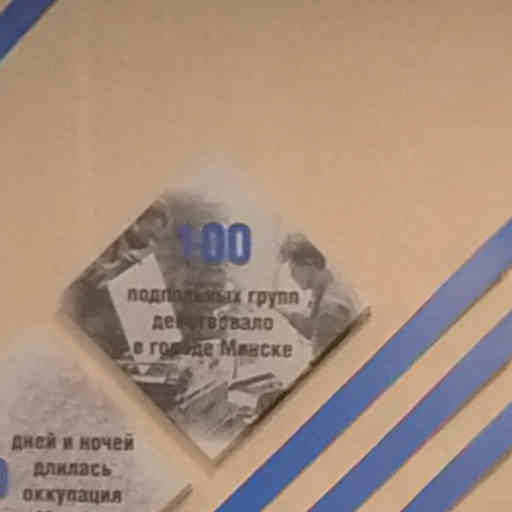 100
подпольных групп
действовало
в городе Минске
дней и ночей
длилась
оккупация